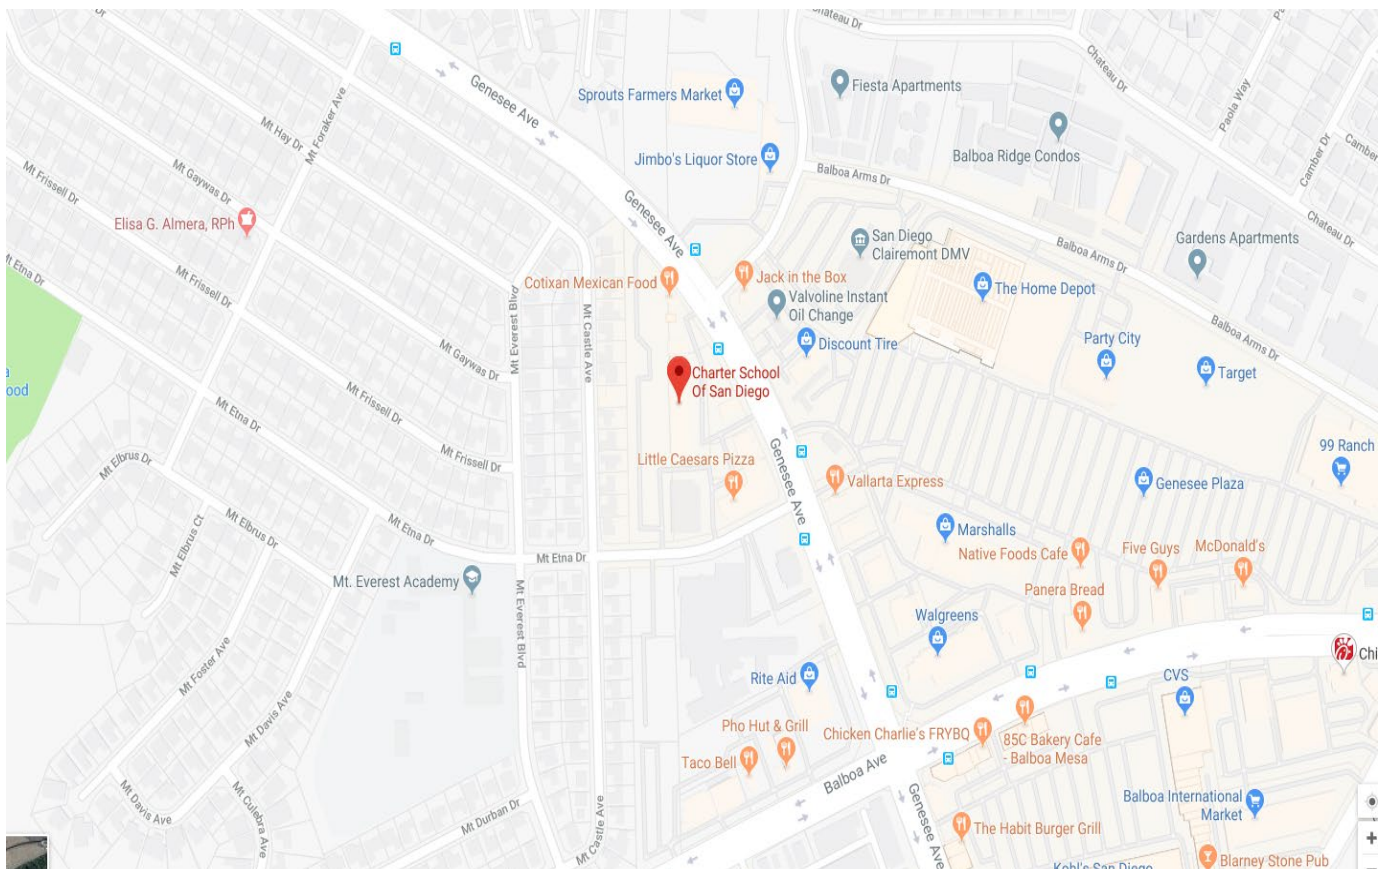 Chateau Dr
Genesee Ave
Mt Foraker Ave
Mt Hay Dr
Sprouts Farmers Market
Fiesta Apartments
Chateau Dr
Paola Way
Camber Dr
Camber
Jimbo's Liquor Store
Balboa Ridge Condos
Mt Frissell Dr
Mt Gaywas Dr
Balboa Arms Dr
Elisa G. Almera, RPh
Genesee Ave
San Diego
Clairemont DMV
Balboa Arms Dr
Gardens Apartments
Chateau Dr
Mt Etna Dr
Mt Frissell Dr
Cotixan Mexican Food
Jack in the Box
Valvoline Instant
Oil Change
The Home Depot
Mt Everest Blvd
Mt Castle Ave
Balboa Arms Dr
Discount Tire
Party City
Target
Mt Gaywas Dr
Charter School
Of San Diego
ood
Mt Etna Dr
Mt Frissell Dr
Mt Frissell Dr
Genesee Ave
99 Ranch
Mt Elbrus Dr
Little Caesars Pizza
Vallarta Express
Genesee Plaza
Mt Elbrus Ct
Mt Elbrus Dr
Mt Etna Dr
Marshalls
Mt Etna Dr
Native Foods Cafe
Five Guys
McDonald's
Mt. Everest Academy
Panera Bread
Mt Everest Blvd
Walgreens
Mt Foster Ave
Chi
Rite Aid
CVS
Mt Davis Ave
Pho Hut & Grill
Chicken Charlie's FRYBQ
85C Bakery Cafe
- Balboa Mesa
Taco Bell
Balboa Ave
Mt Davis Ave
Mt Culebra Ave
Mt Durban Dr
Mt Castle Ave
Genesee Ave
Balboa International
Market
The Habit Burger Grill
Kohl's San Diego
Blarney Stone Pub